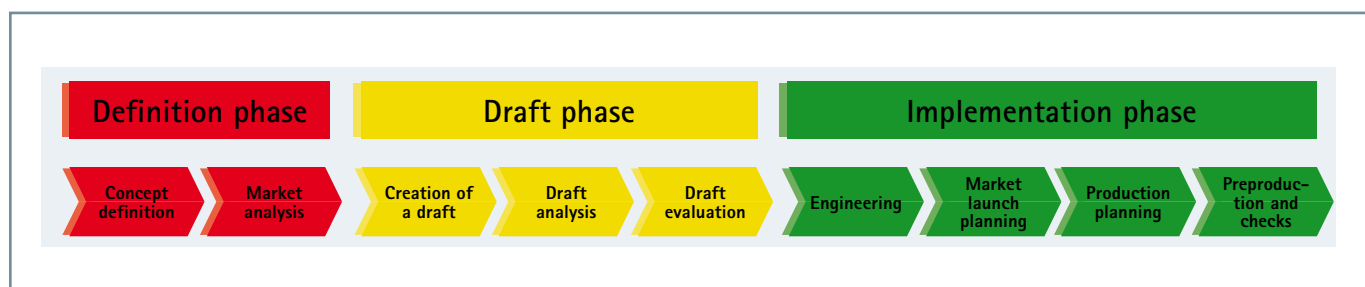 Definition phase
Draft phase
Implementation phase
Concept
definition
Market
analysis
Creation of
a draft
Draft
analysis
Draft
evaluation
Engineering
Market
launch
planning
Production
planning
Preproduc-
tion and
checks